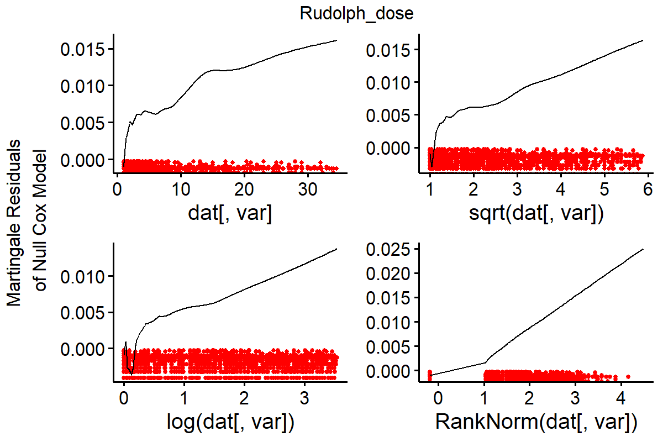 Rudolph_dose
Martingale Residuals
of Null Cox Model
0.015
0.010
0.005
0.000
0 10 20 30
dat[, var]
0.015
0.010
0.005
0.000
1 2 3 4 5 6
sqrt(dat[, var])
0.010
0.005
0.000
0 1 2 3
log(dat[, var])
0.025
0.020
0.015
0.010
0.005
0.000
0 1 2 3 4
RankNorm(dat[, var])